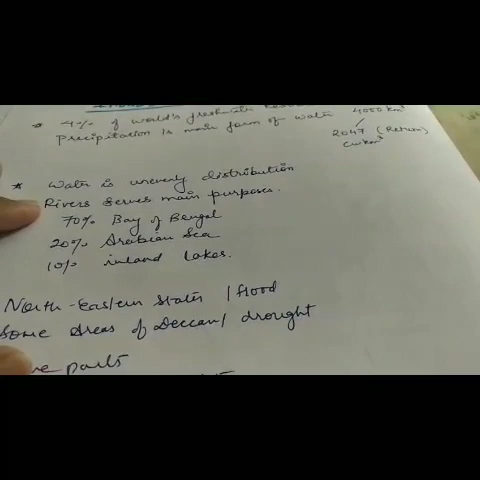 4% of world's freshwater
Precipitation is main form of water
4000 km³
2047 (Return)
cu km³
* Water is unevenly distribution
Rivers serves main purposes.
70% Bay of Bengal
20% Arabian Sea
10% inland lakes.
North-Eastern States / flood
Some Areas of Deccan / drought
parts